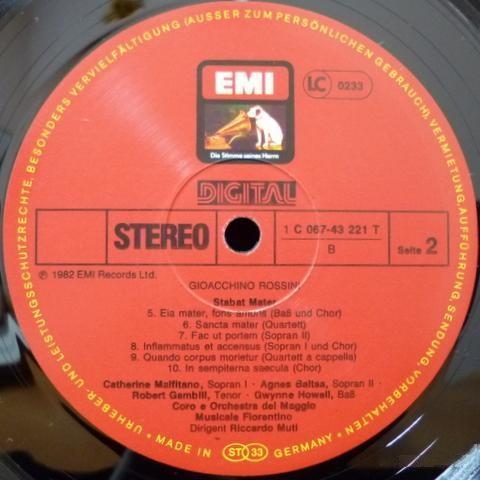 URHEBER- UND LEISTUNGSSCHUTZRECHTE, BESONDERS VERVIELFÄLTIGUNG (AUSSER ZUM PERSÖNLICHEN GEBRAUCH), VERMIETUNG, AUFFÜHRUNG, SENDUNG, VORBEHALTEN
EMI
LC 0233
Die Stimme seines Herrn
DIGITAL
STEREO
1 C 067-43 221 T
B
Seite 2
℗ 1982 EMI Records Ltd.
GIOACCHINO ROSSINI
Stabat Mater
5. Eia mater, fons amoris (Baß und Chor)
6. Sancta mater (Quartett)
7. Fac ut portem (Sopran II)
8. Inflammatus et accensus (Sopran I und Chor)
9. Quando corpus morietur (Quartett a cappella)
10. In sempiterna saecula (Chor)
Catherine Malfitano, Sopran I · Agnes Baltsa, Sopran II ·
Robert Gambill, Tenor · Gwynne Howell, Baß
Coro e Orchestra del Maggio
Musicale Fiorentino
Dirigent Riccardo Muti
• MADE IN ST 33 GERMANY •